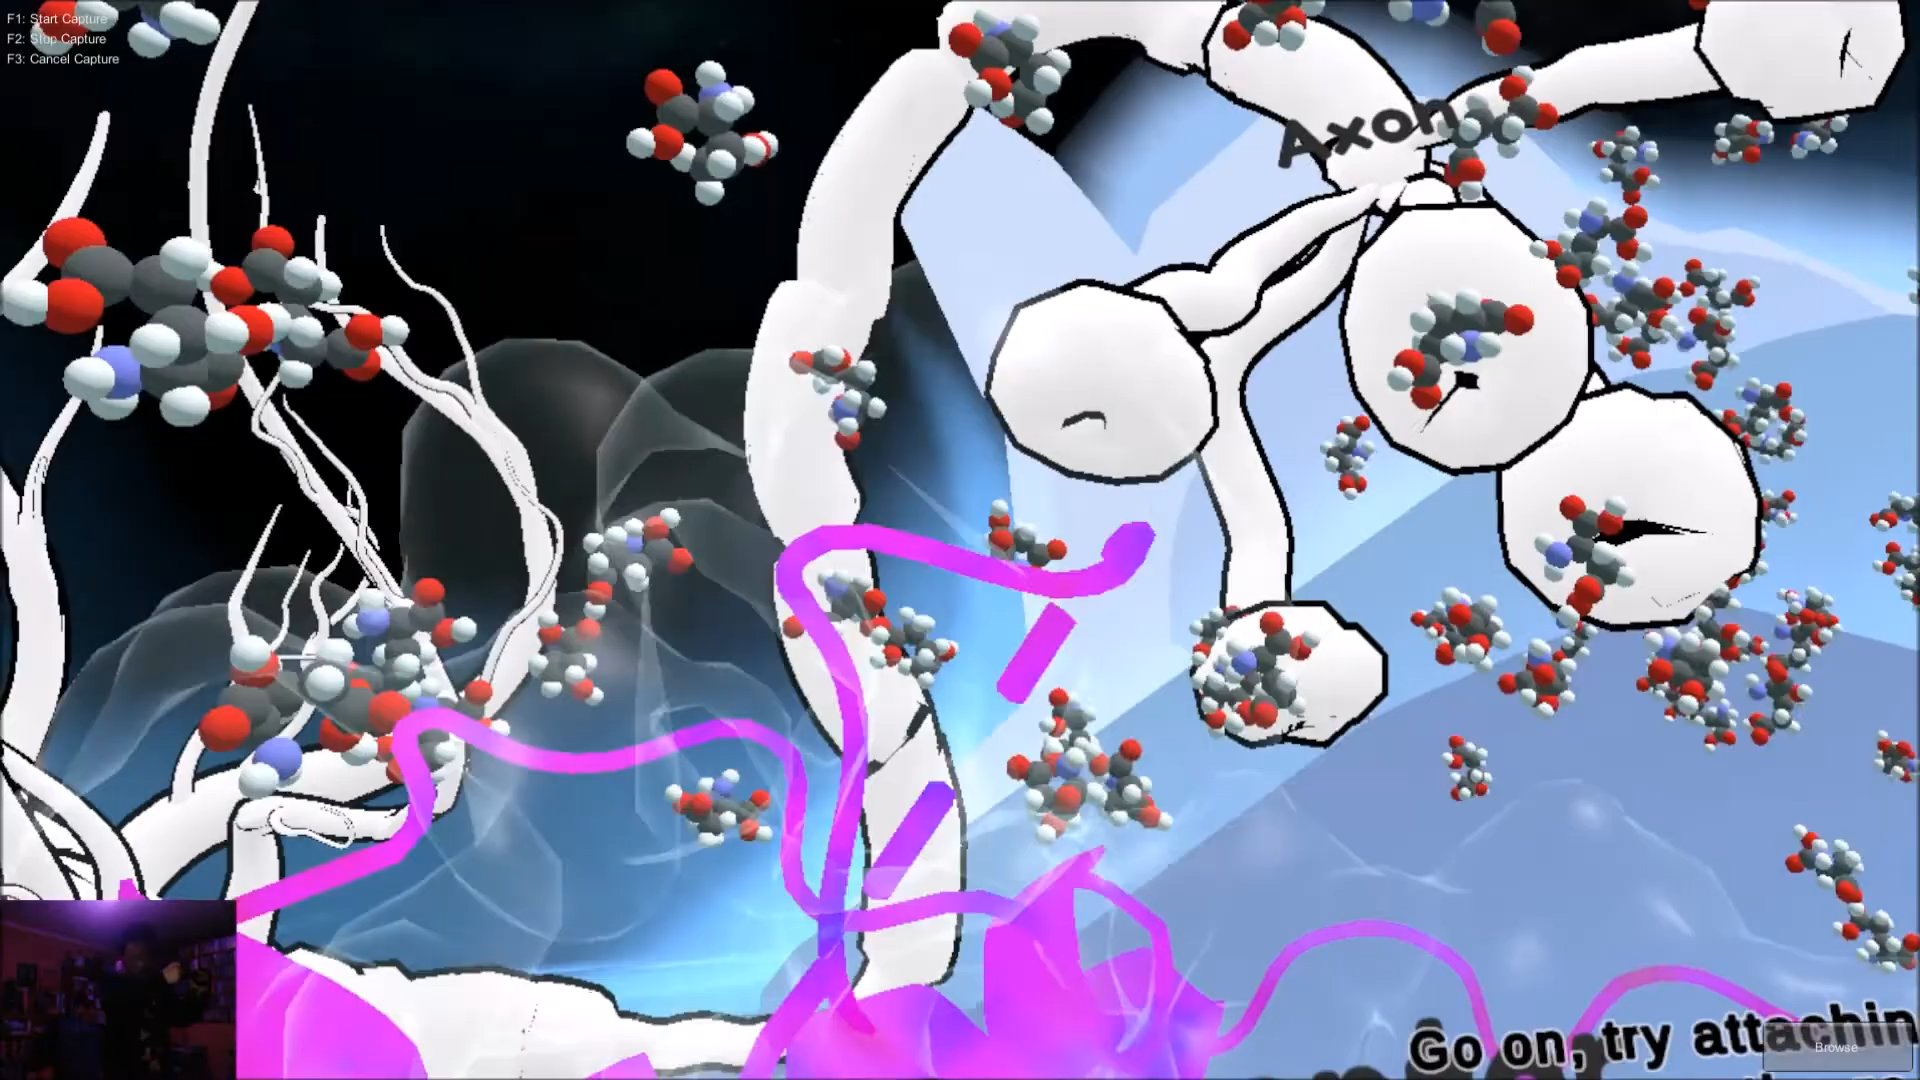 F1: Start Capture
F2: Stop Capture
F3: Cancel Capture
Axon
Go on, try attachin
Browse